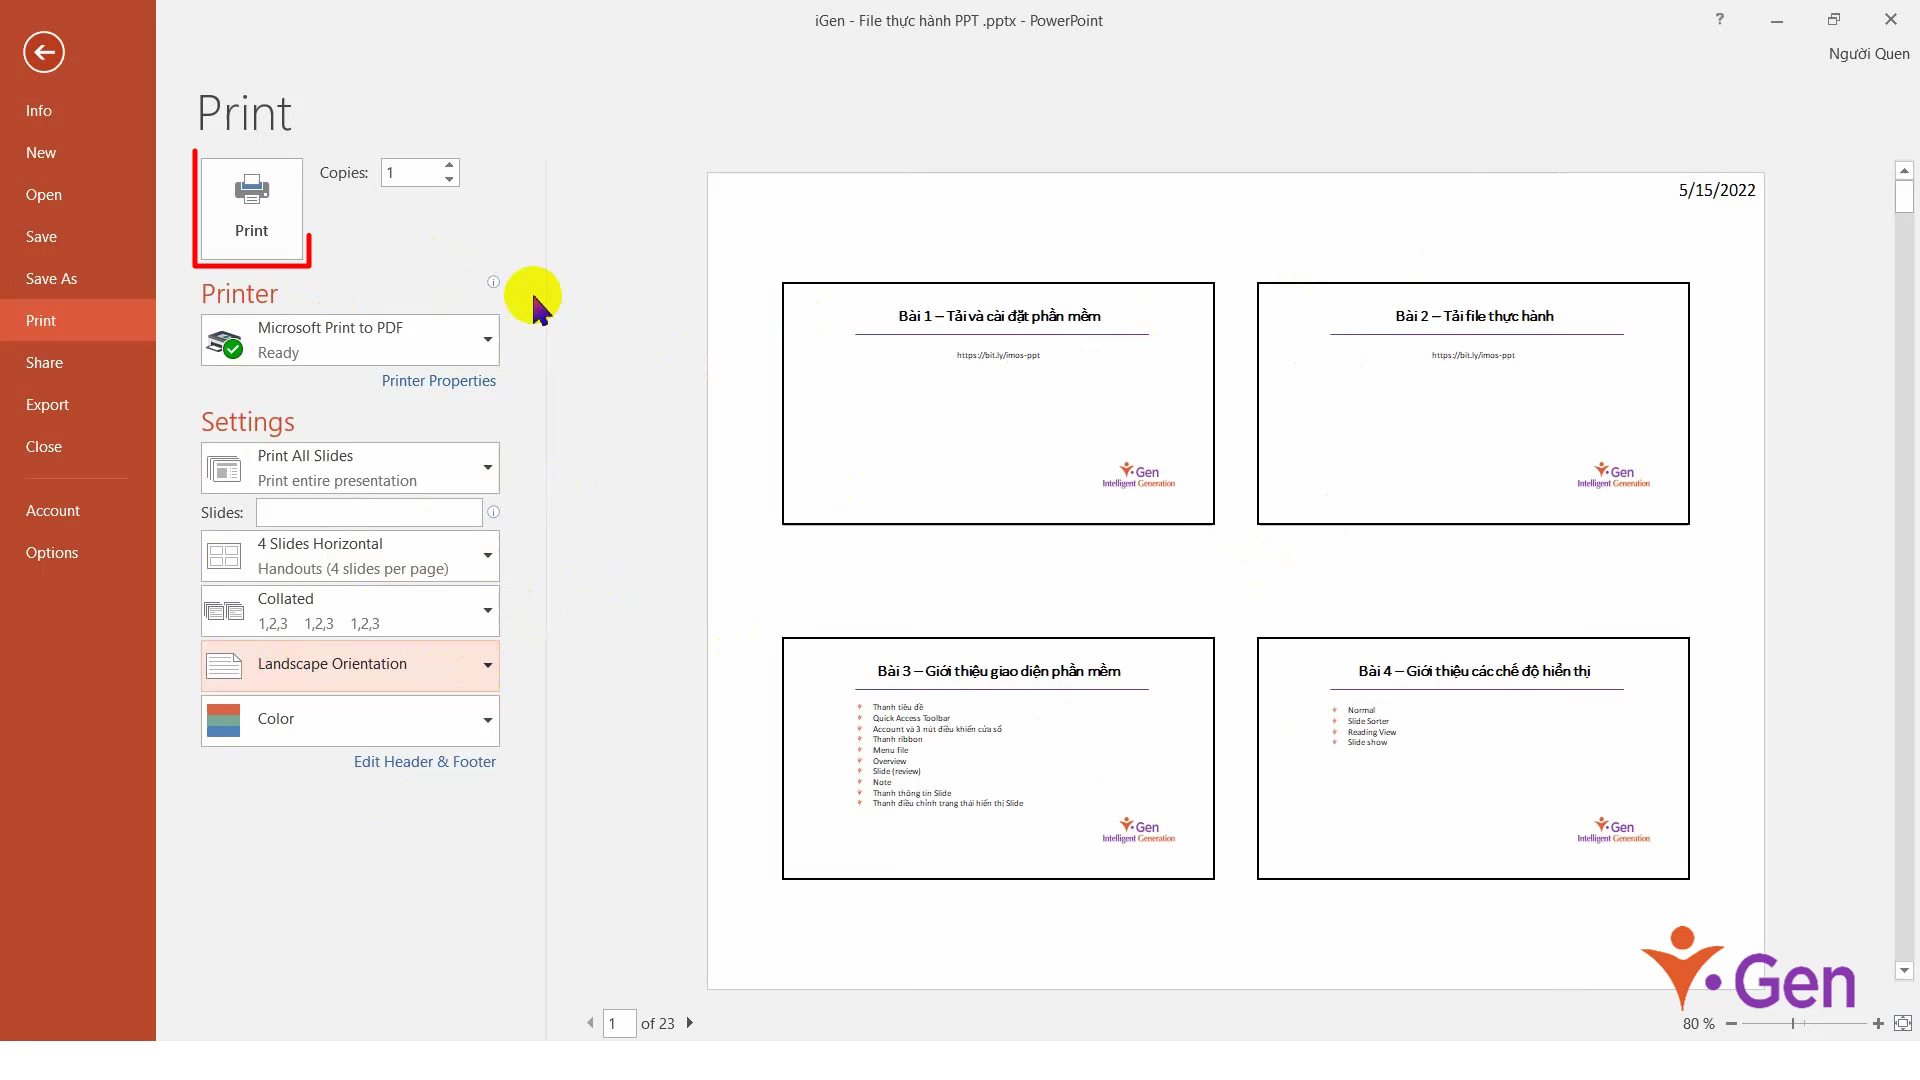 iGen - File thực hành PPT .pptx - PowerPoint
?
Người Quen
Info
New
Open
Save
Save As
Print
Share
Export
Close
Account
Options
Print
Print
Copies: 1
Printer
Microsoft Print to PDF
Ready
Printer Properties
Settings
Print All Slides
Print entire presentation
Slides:
4 Slides Horizontal
Handouts (4 slides per page)
Collated
1,2,3 1,2,3 1,2,3
Landscape Orientation
Color
Edit Header & Footer
5/15/2022
Bài 1 – Tải và cài đặt phần mềm
https://bit.ly/imos-ppt
Gen
Intelligent Generation
Bài 2 – Tải file thực hành
https://bit.ly/imos-ppt
Gen
Intelligent Generation
Bài 3 – Giới thiệu giao diện phần mềm
Thanh tiêu đề
Quick Access Toolbar
Account và 3 nút điều khiển cửa sổ
Thanh ribbon
Menu file
Overview
Slide (review)
Note
Thanh thông tin Slide
Thanh điều chỉnh trạng thái hiển thị Slide
Gen
Intelligent Generation
Bài 4 – Giới thiệu các chế độ hiển thị
Normal
Slide Sorter
Reading View
Slide show
Gen
Intelligent Generation
Gen
1 of 23
80 %